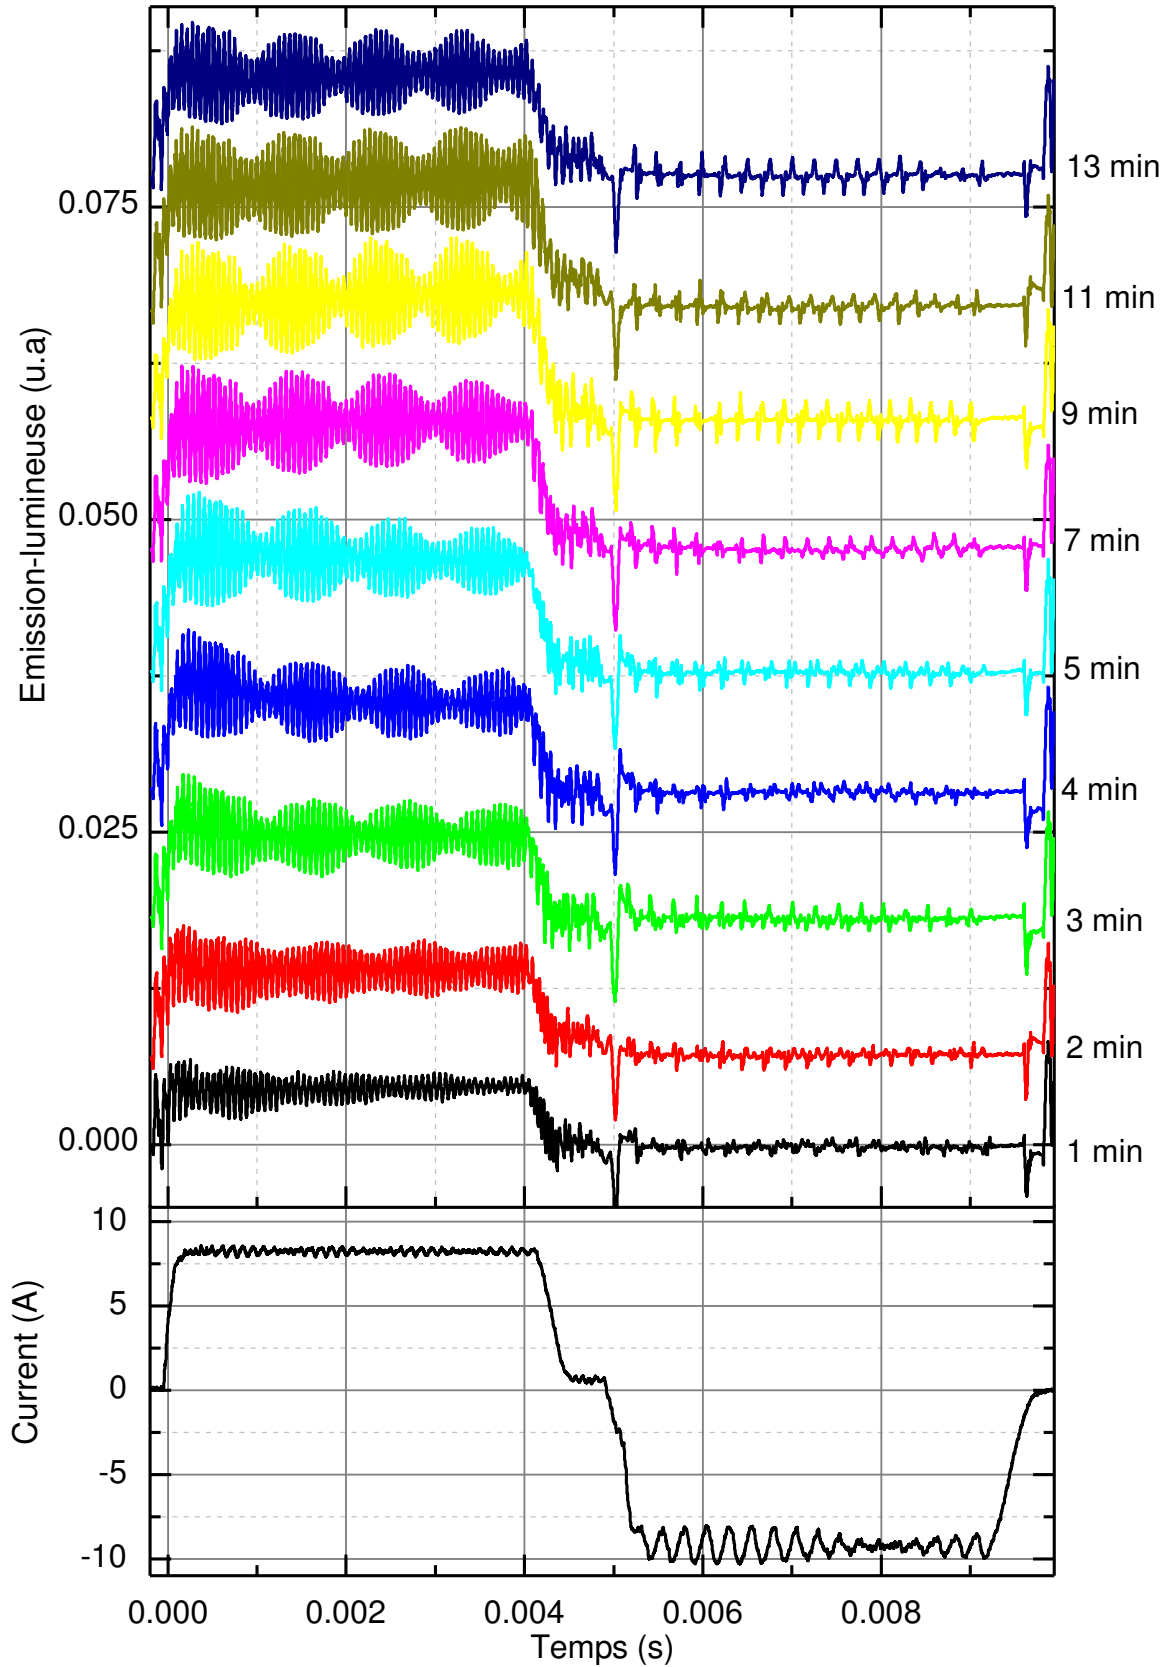 13 min
0.075
11 min
Emission-lumineuse (u.a)
9 min
0.050
7 min
5 min
4 min
0.025
3 min
2 min
0.000
1 min
10
5
Current (A)
0
-5
-10
0.000 0.002 0.004 0.006 0.008
Temps (s)